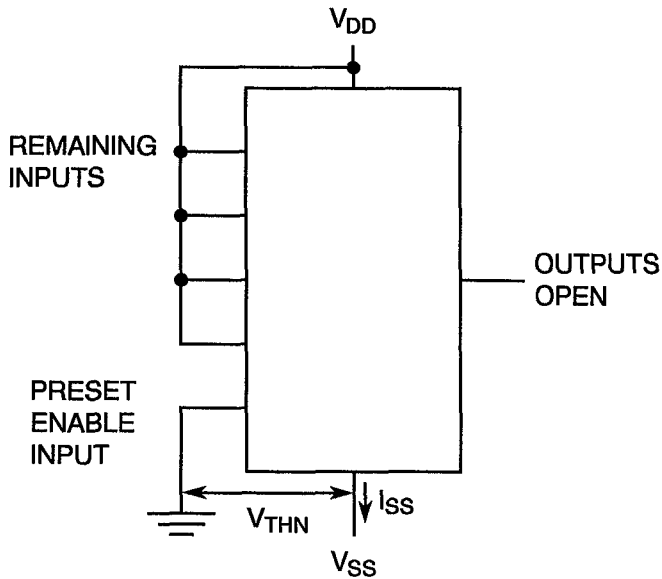 VDD
REMAINING
INPUTS
OUTPUTS
OPEN
PRESET
ENABLE
INPUT
ISS
VTHN
VSS